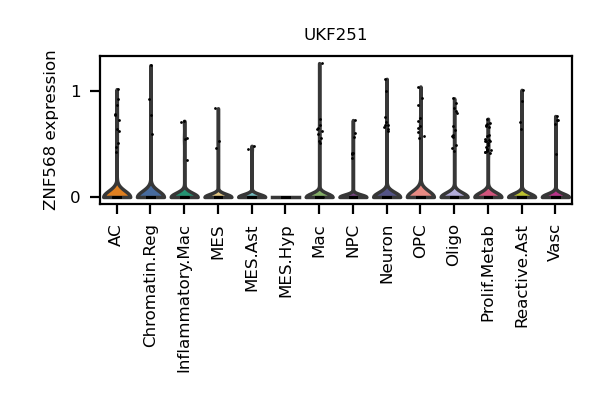 UKF251
ZNF568 expression
1
0
AC
Chromatin.Reg
Inflammatory.Mac
MES
MES.Ast
MES.Hyp
Mac
NPC
Neuron
OPC
Oligo
Prolif.Metab
Reactive.Ast
Vasc